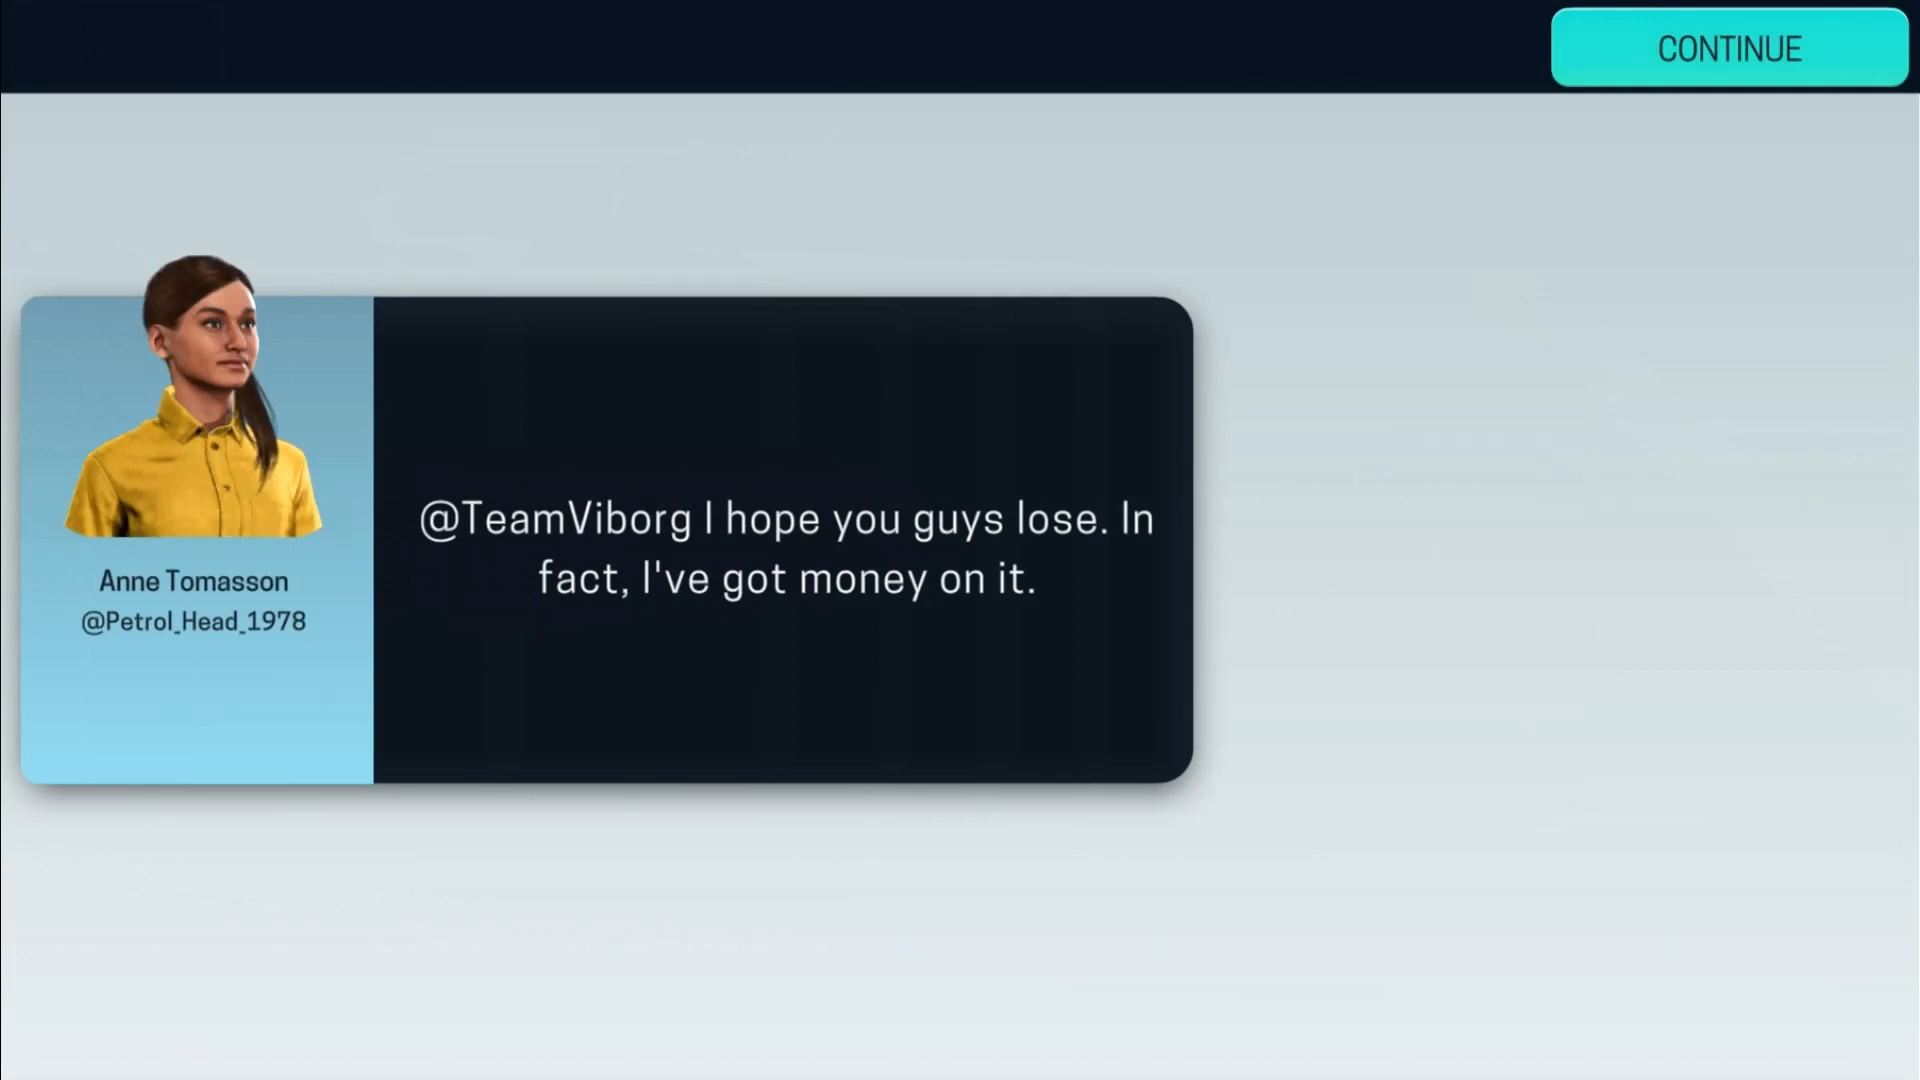 CONTINUE
Anne Tomasson
@Petrol_Head_1978
@TeamViborg I hope you guys lose. In
fact, I've got money on it.